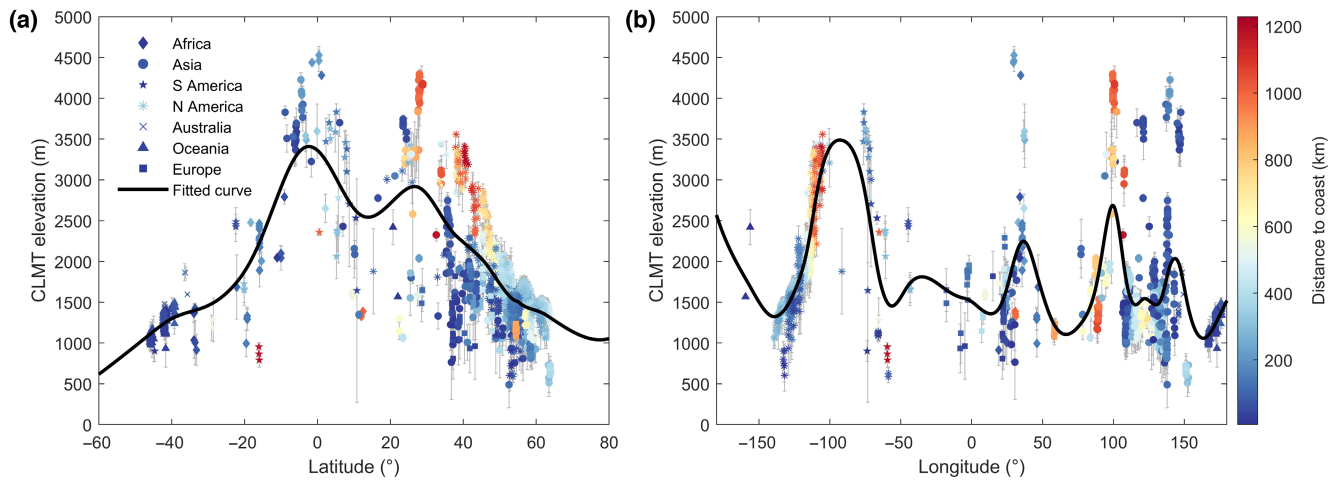 (a)
5000
4500
4000
3500
3000
2500
2000
1500
1000
500
0
CLMT elevation (m)
Africa
Asia
S America
N America
Australia
Oceania
Europe
Fitted curve
−60 −40 −20 0 20 40 60 80
Latitude (°)
(b)
5000
4500
4000
3500
3000
2500
2000
1500
1000
500
0
CLMT elevation (m)
−150 −100 −50 0 50 100 150
Longitude (°)
1200
1000
800
600
400
200
Distance to coast (km)